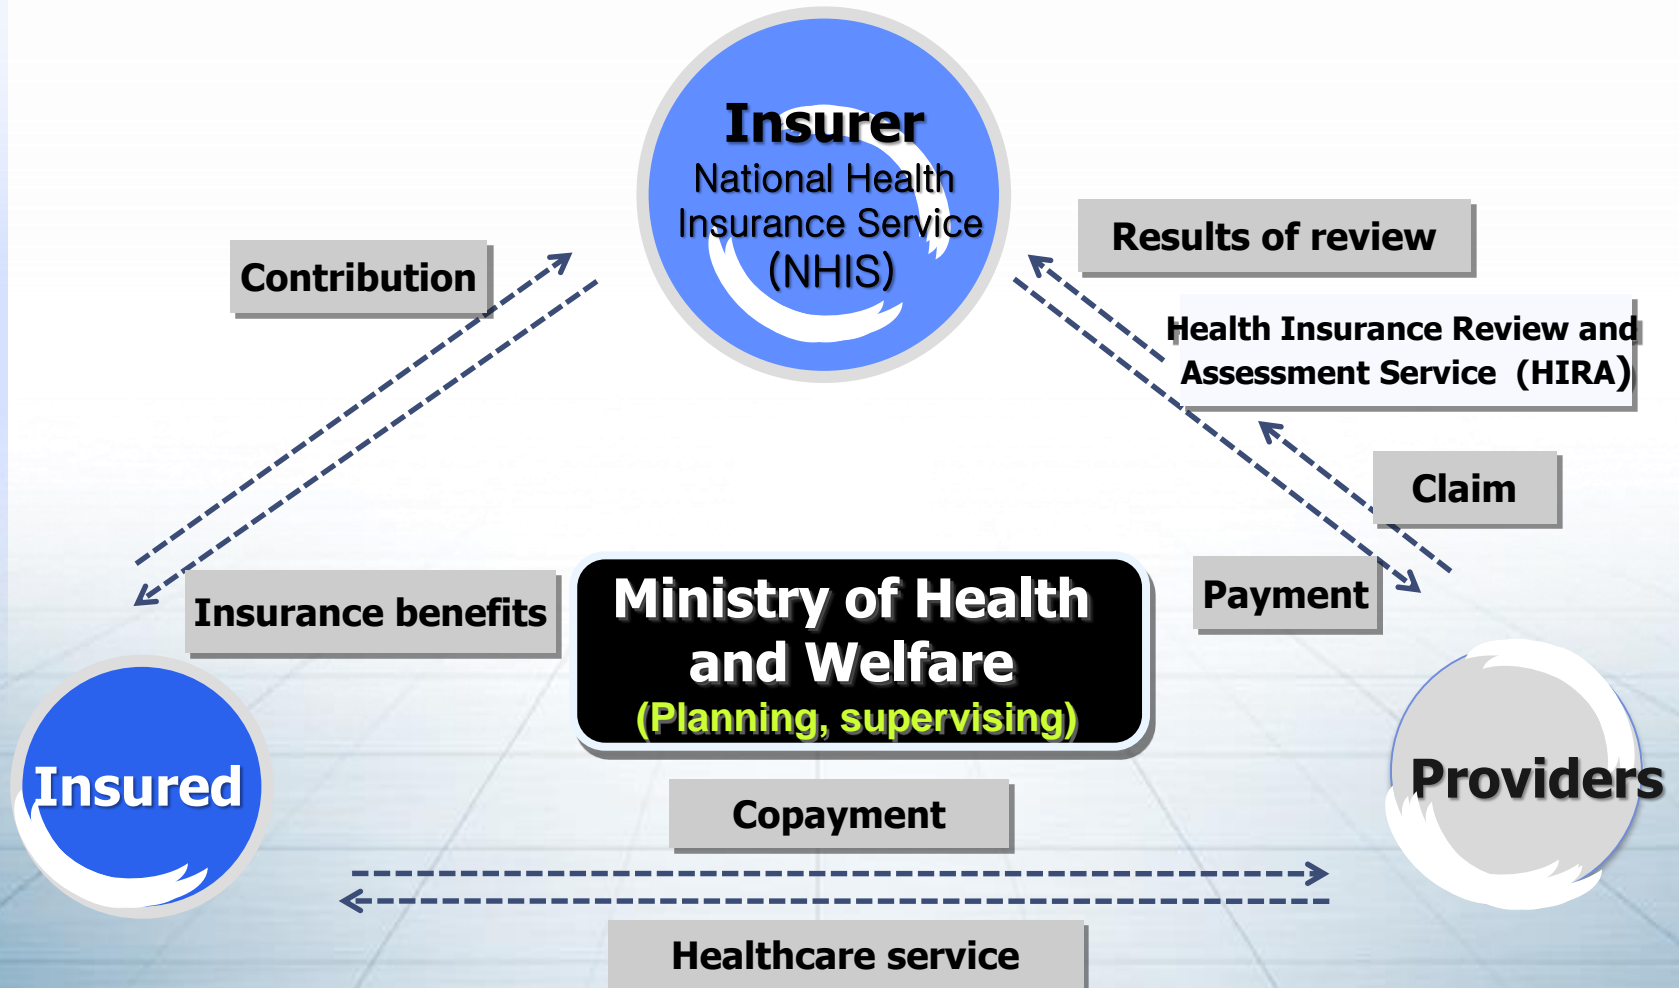 Insurer
National Health
Insurance Service
(NHIS)
Results of review
Contribution
Health Insurance Review and
Assessment Service (HIRA)
Claim
Payment
Insurance benefits
Ministry of Health
and Welfare
(Planning, supervising)
Insured
Providers
Copayment
Healthcare service